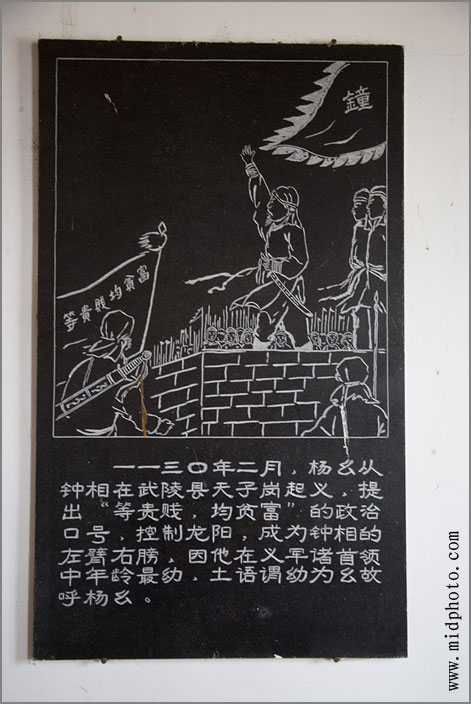 鐘
等貴賤均貧富
一一三〇年二月，杨幺从
钟相在武陵县天子岗起义，提
出“等贵贱，均贫富”的政治
口号，控制龙阳，成为钟相的
左臂右膀，因他在义军诸首领
中年龄最幼，土语谓幼为幺故
呼杨幺。
www.midphoto.com